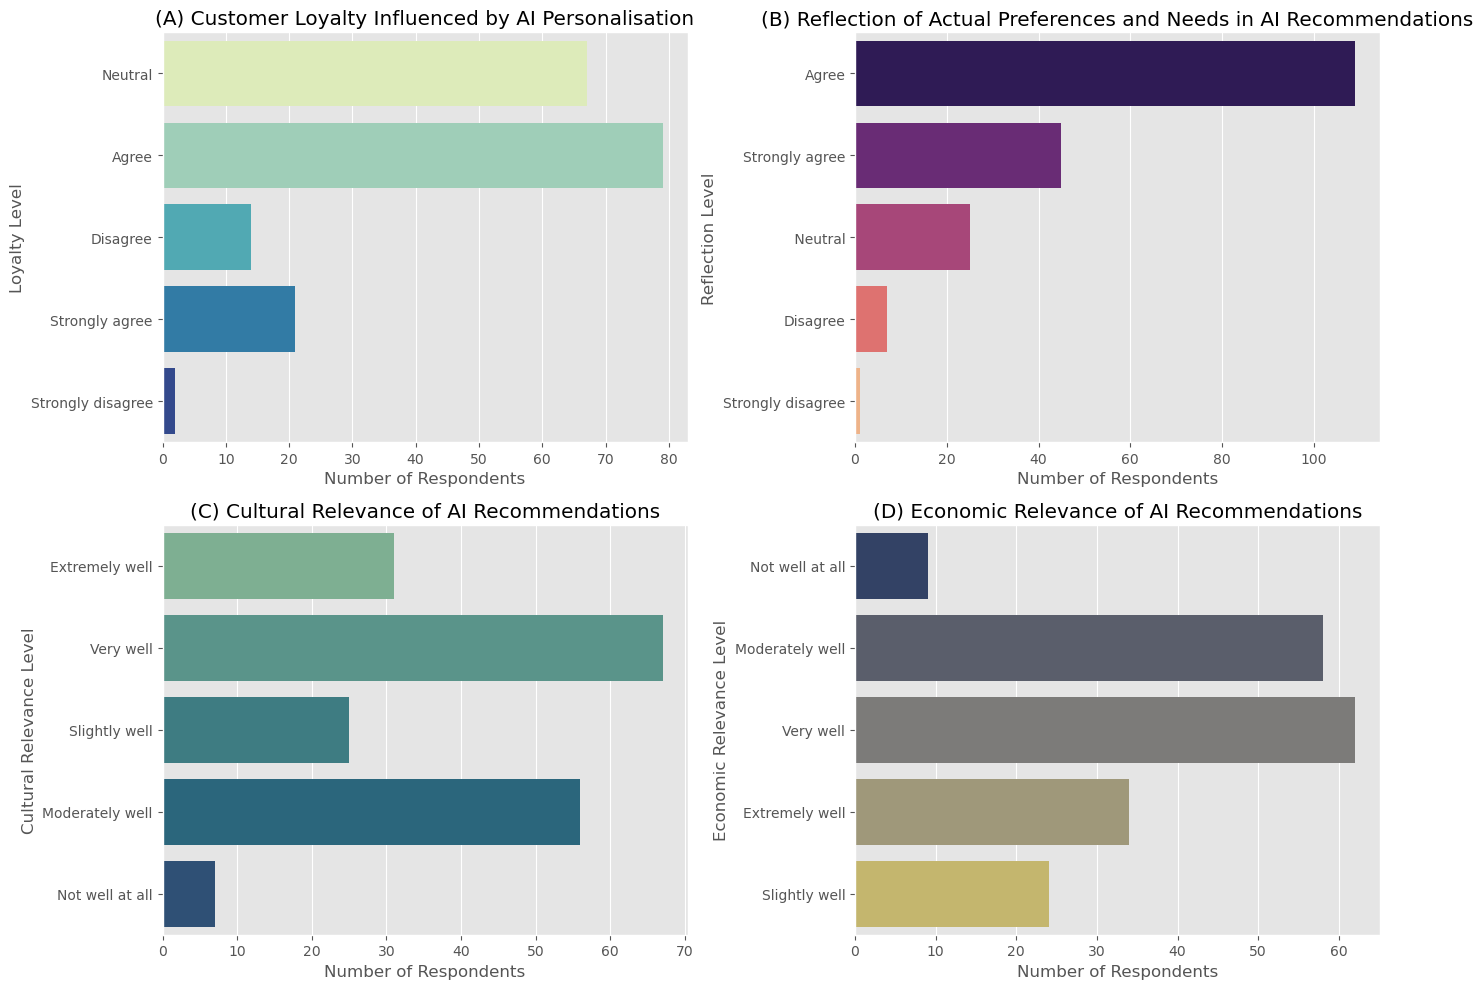 (A) Customer Loyalty Influenced by AI Personalisation
Loyalty Level
Neutral
Agree
Disagree
Strongly agree
Strongly disagree
0 10 20 30 40 50 60 70 80
Number of Respondents
(B) Reflection of Actual Preferences and Needs in AI Recommendations
Reflection Level
Agree
Strongly agree
Neutral
Disagree
Strongly disagree
0 20 40 60 80 100
Number of Respondents
(C) Cultural Relevance of AI Recommendations
Cultural Relevance Level
Extremely well
Very well
Slightly well
Moderately well
Not well at all
0 10 20 30 40 50 60 70
Number of Respondents
(D) Economic Relevance of AI Recommendations
Economic Relevance Level
Not well at all
Moderately well
Very well
Extremely well
Slightly well
0 10 20 30 40 50 60
Number of Respondents